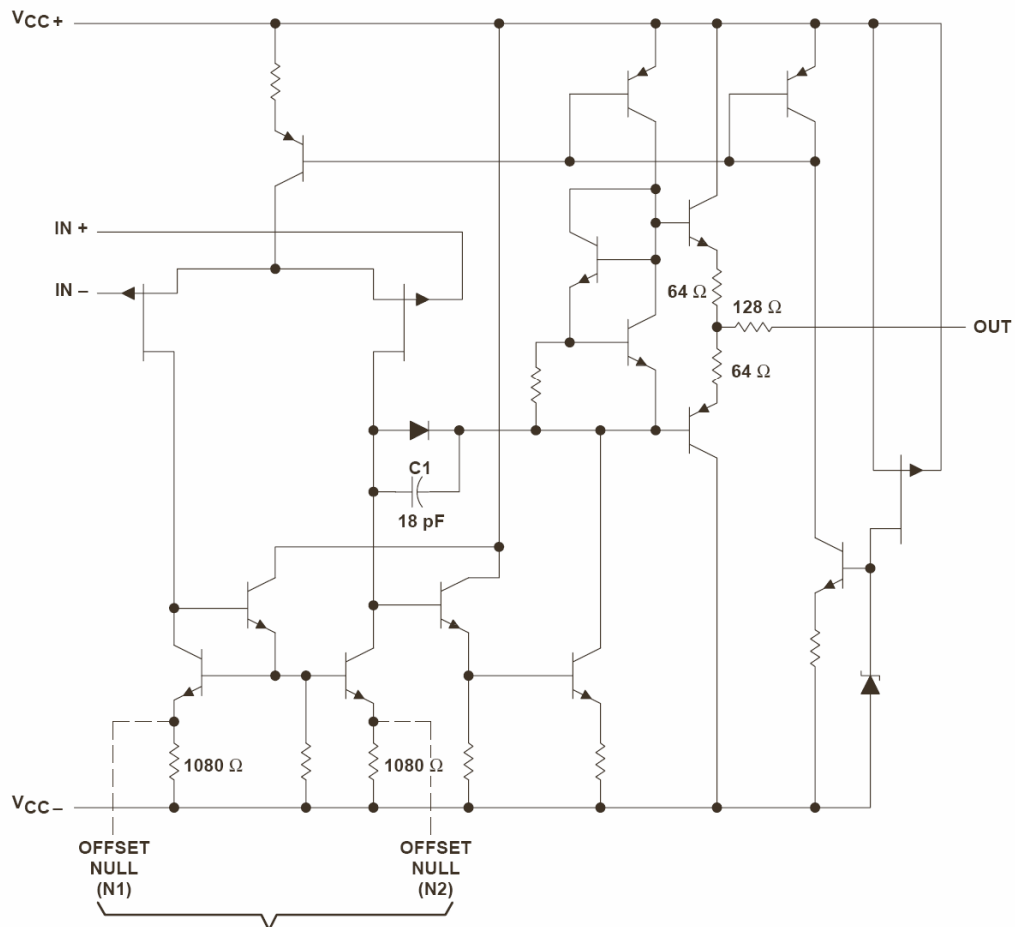 VCC+
IN +
IN −
64 Ω
128 Ω
OUT
64 Ω
C1
18 pF
1080 Ω
1080 Ω
VCC−
OFFSET
NULL
(N1)
OFFSET
NULL
(N2)